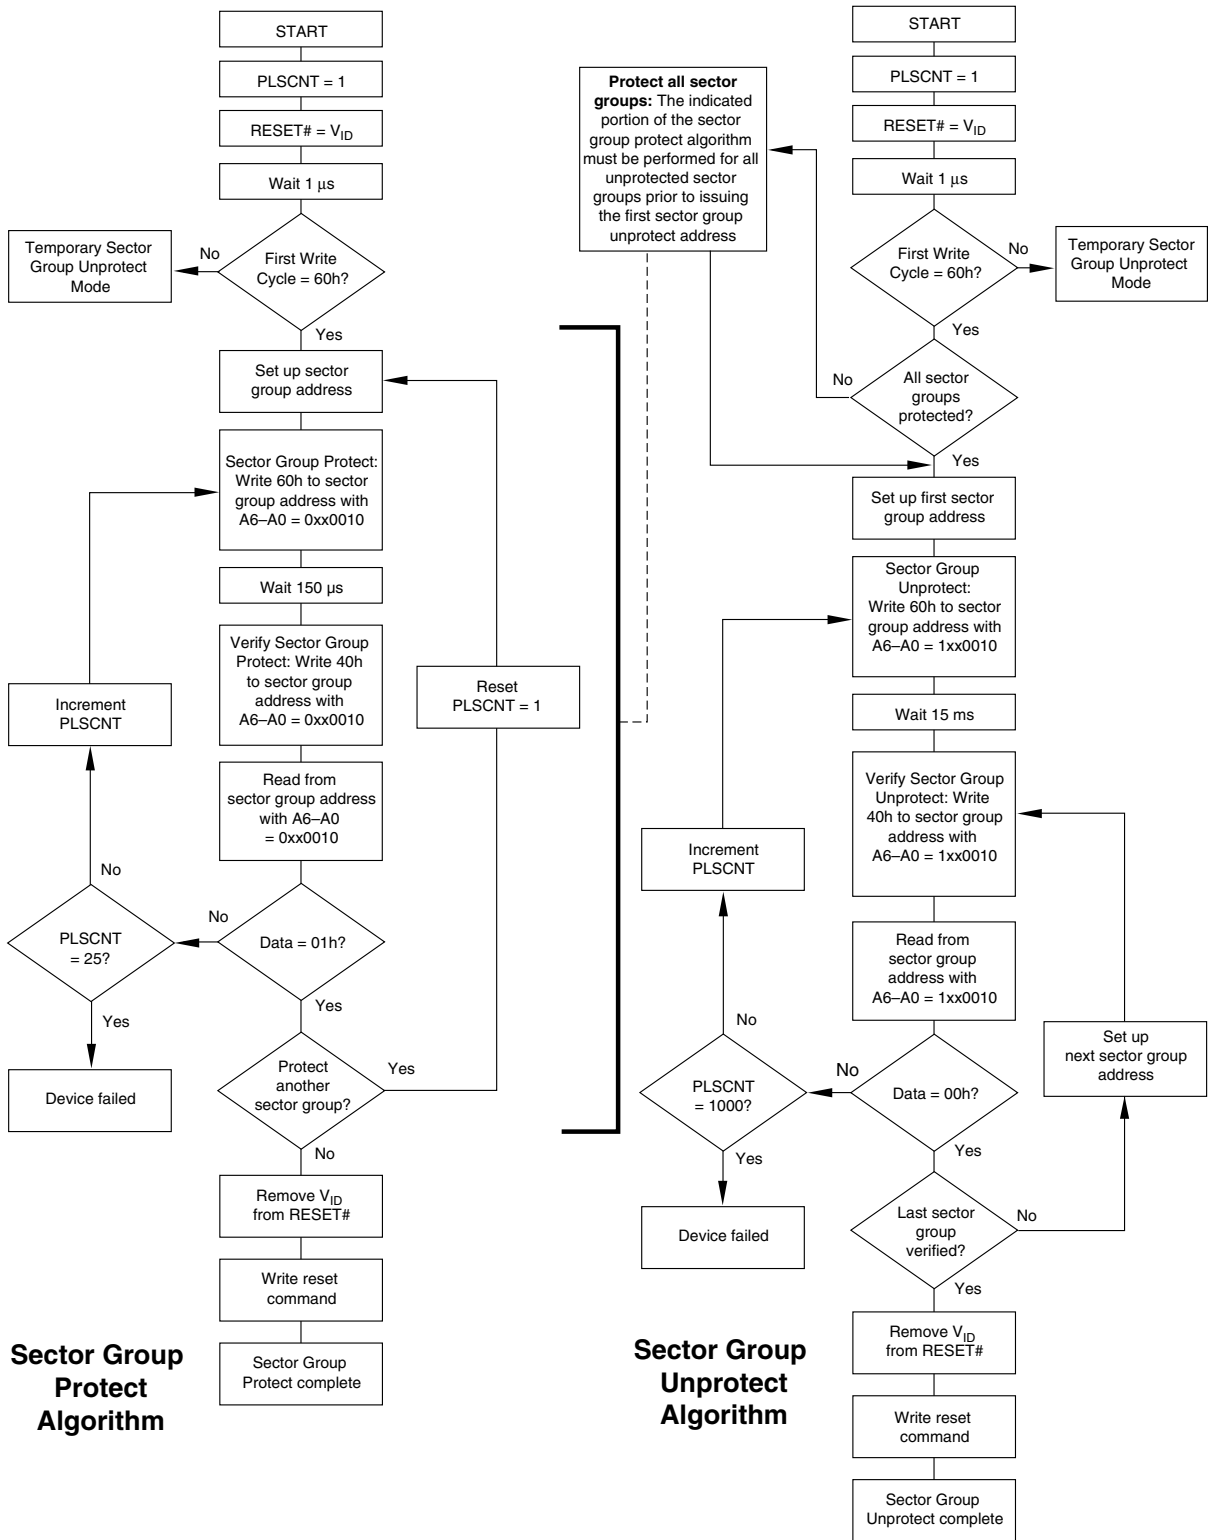 START
PLSCNT = 1
RESET# = VID
Wait 1 μs
First Write
Cycle = 60h?
No
Temporary Sector
Group Unprotect
Mode
Yes
Set up sector
group address
Sector Group Protect:
Write 60h to sector
group address with
A6–A0 = 0xx0010
Wait 150 μs
Verify Sector Group
Protect: Write 40h
to sector group
address with
A6–A0 = 0xx0010
Read from
sector group address
with A6–A0
= 0xx0010
Data = 01h?
No
PLSCNT
= 25?
No
Increment
PLSCNT
Yes
Device failed
Yes
Protect
another
sector group?
Yes
Reset
PLSCNT = 1
No
Remove VID
from RESET#
Write reset
command
Sector Group
Protect complete
Sector Group
Protect
Algorithm
Protect all sector
groups: The indicated
portion of the sector
group protect algorithm
must be performed for all
unprotected sector
groups prior to issuing
the first sector group
unprotect address
START
PLSCNT = 1
RESET# = VID
Wait 1 μs
First Write
Cycle = 60h?
No
Temporary Sector
Group Unprotect
Mode
Yes
No
All sector
groups
protected?
Yes
Set up first sector
group address
Sector Group
Unprotect:
Write 60h to sector
group address with
A6–A0 = 1xx0010
Wait 15 ms
Verify Sector Group
Unprotect: Write
40h to sector group
address with
A6–A0 = 1xx0010
Read from
sector group
address with
A6–A0 = 1xx0010
Data = 00h?
No
PLSCNT
= 1000?
No
Increment
PLSCNT
Yes
Device failed
Yes
Last sector
group
verified?
No
Set up
next sector group
address
Yes
Remove VID
from RESET#
Write reset
command
Sector Group
Unprotect complete
Sector Group
Unprotect
Algorithm